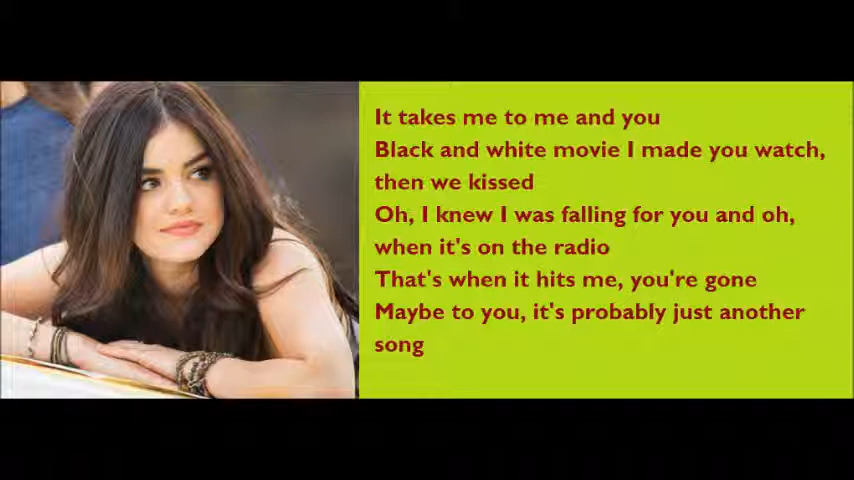 It takes me to me and you
Black and white movie I made you watch,
then we kissed
Oh, I knew I was falling for you and oh,
when it's on the radio
That's when it hits me, you're gone
Maybe to you, it's probably just another
song